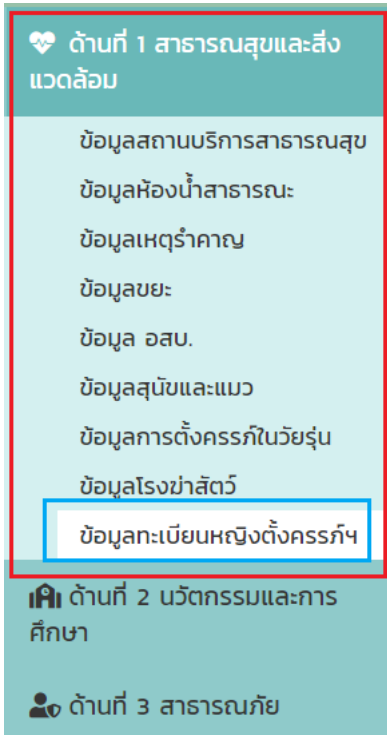 ด้านที่ 1 สาธารณสุขและสิ่ง
แวดล้อม
ข้อมูลสถานบริการสาธารณสุข
ข้อมูลห้องน้ำสาธารณะ
ข้อมูลเหตุรำคาญ
ข้อมูลขยะ
ข้อมูล อสบ.
ข้อมูลสุนัขและแมว
ข้อมูลการตั้งครรภ์ในวัยรุ่น
ข้อมูลโรงฆ่าสัตว์
ข้อมูลทะเบียนหญิงตั้งครรภ์ฯ
ด้านที่ 2 นวัตกรรมและการ
ศึกษา
ด้านที่ 3 สาธารณภัย